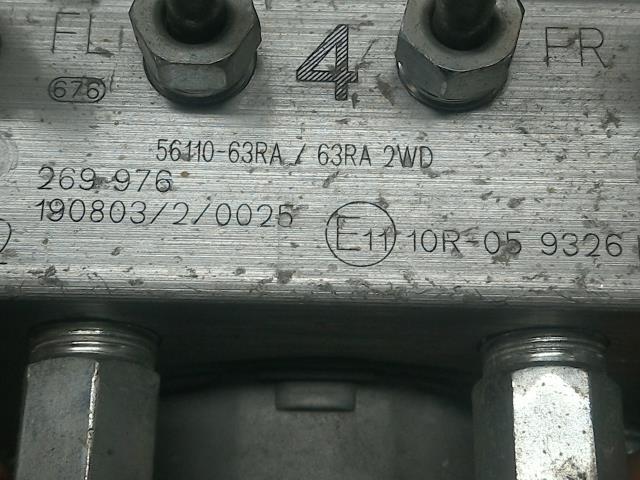 FL 4 FR
676
56110-63RA / 63RA 2WD
269 976
190803/2/0025
E11 10R-05 9326